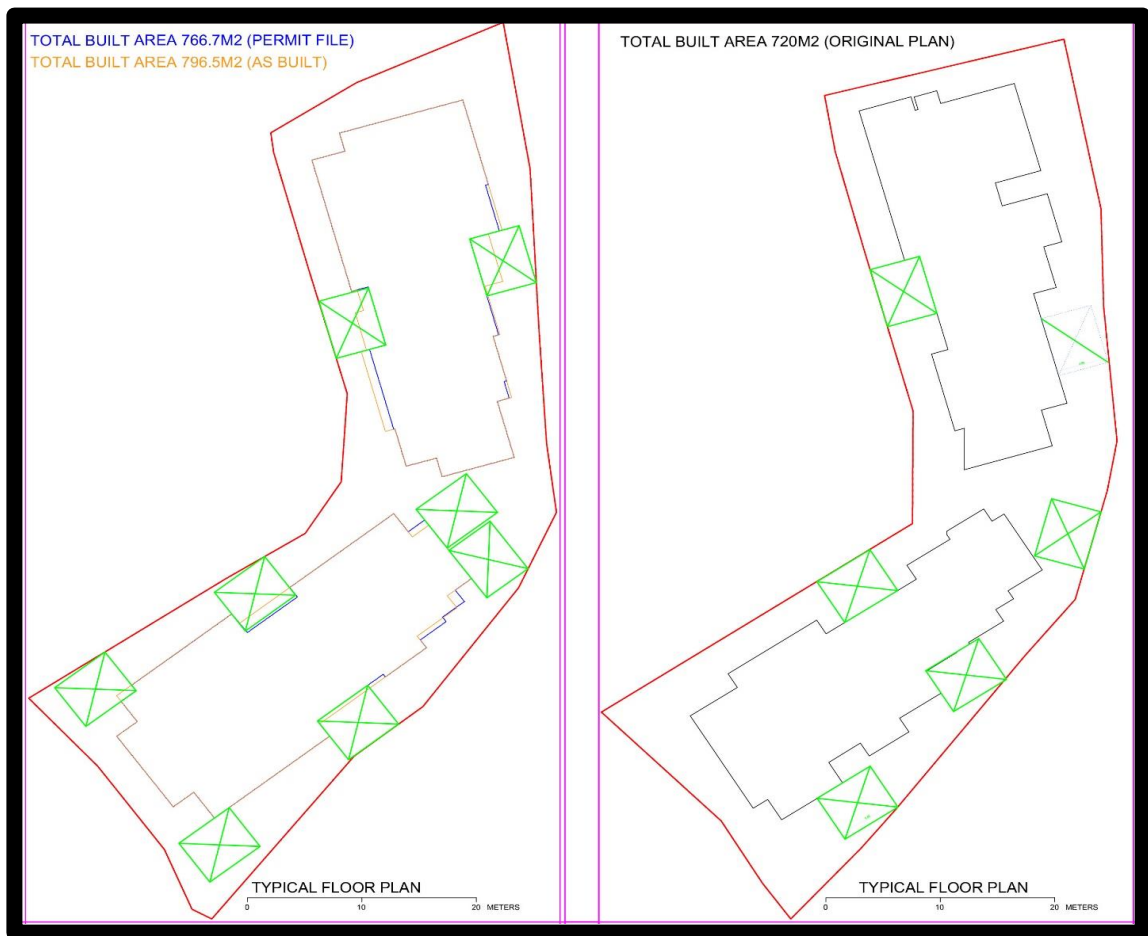 TOTAL BUILT AREA 766.7M2 (PERMIT FILE)
TOTAL BUILT AREA 796.5M2 (AS BUILT)
TYPICAL FLOOR PLAN
0 10 20 METERS
TOTAL BUILT AREA 720M2 (ORIGINAL PLAN)
TYPICAL FLOOR PLAN
0 10 20 METERS